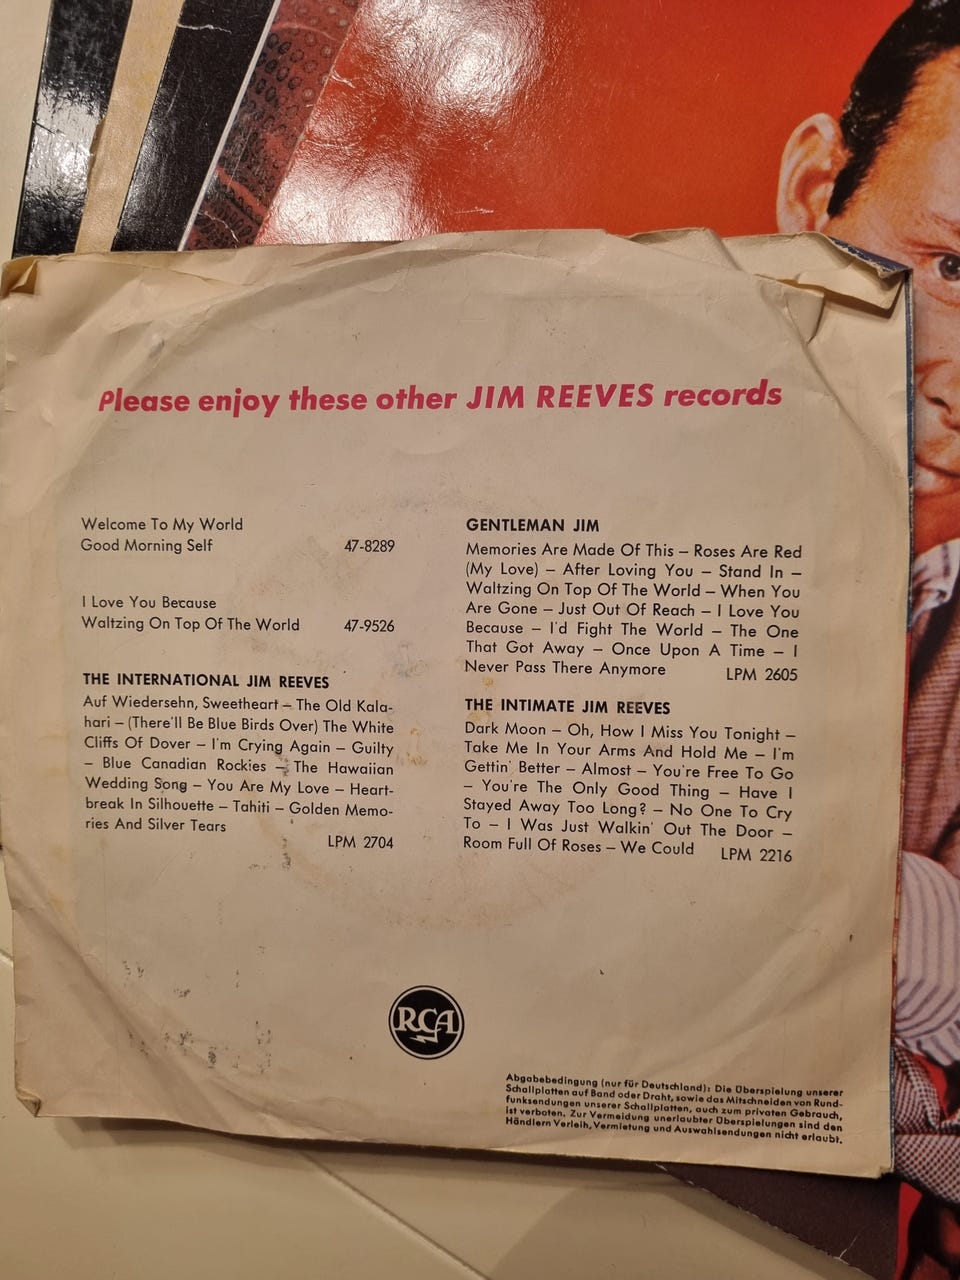 Please enjoy these other JIM REEVES records
Welcome To My World
Good Morning Self 47-8289
I Love You Because
Waltzing On Top Of The World 47-9526
THE INTERNATIONAL JIM REEVES
Auf Wiedersehn, Sweetheart – The Old Kala-
hari – (There'll Be Blue Birds Over) The White
Cliffs Of Dover – I'm Crying Again – Guilty
– Blue Canadian Rockies – The Hawaiian
Wedding Song – You Are My Love – Heart-
break In Silhouette – Tahiti – Golden Memo-
ries And Silver Tears
LPM 2704
GENTLEMAN JIM
Memories Are Made Of This – Roses Are Red
(My Love) – After Loving You – Stand In –
Waltzing On Top Of The World – When You
Are Gone – Just Out Of Reach – I Love You
Because – I'd Fight The World – The One
That Got Away – Once Upon A Time – I
Never Pass There Anymore LPM 2605
THE INTIMATE JIM REEVES
Dark Moon – Oh, How I Miss You Tonight –
Take Me In Your Arms And Hold Me – I'm
Gettin' Better – Almost – You're Free To Go
– You're The Only Good Thing – Have I
Stayed Away Too Long? – No One To Cry
To – I Was Just Walkin' Out The Door –
Room Full Of Roses – We Could LPM 2216
RCA
Abgabebedingung (nur für Deutschland): Die Überspielung unserer
Schallplatten auf Band oder Draht, sowie das Mitschneiden von Rund-
funksendungen unserer Schallplatten, auch zum privaten Gebrauch,
ist verboten. Zur Vermeidung unerlaubter Überspielungen sind den
Händlern Verleih, Vermietung und Auswahlsendungen nicht erlaubt.